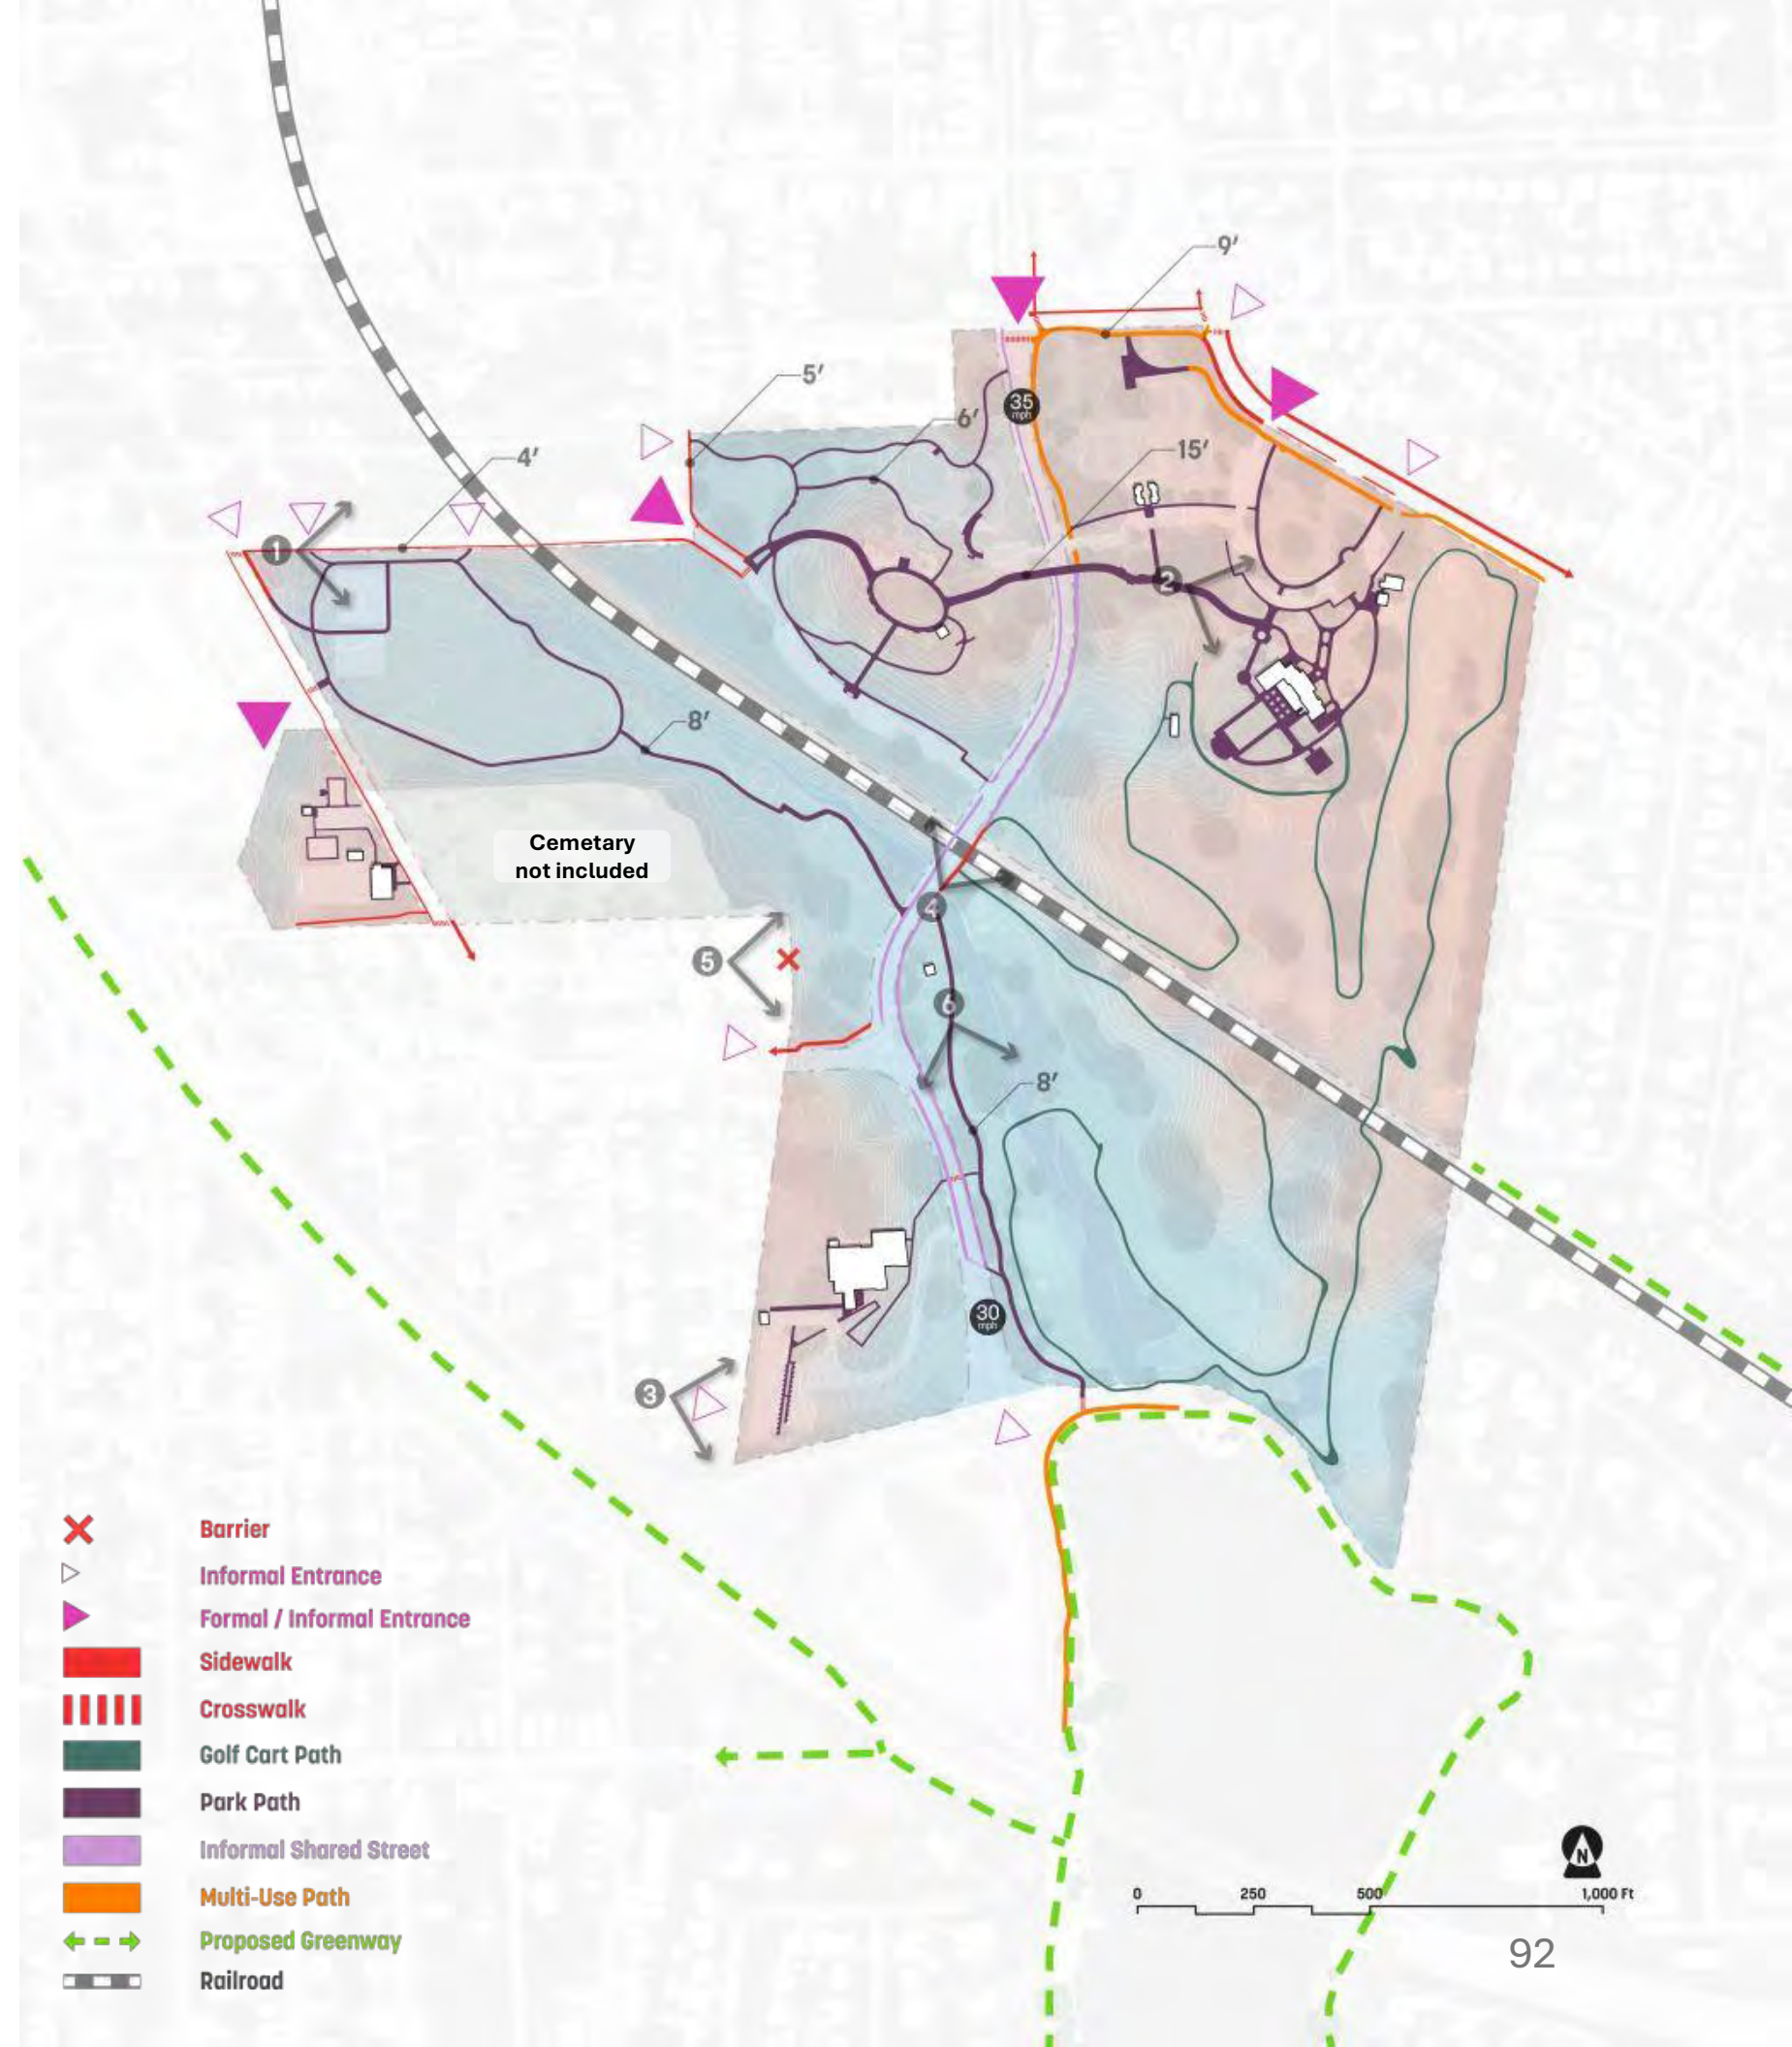 9′
5′
35
mph
6′
15′
4′
1
2
8′
Cemetary
not included
4
5
6
8′
30
mph
3
Barrier
Informal Entrance
Formal / Informal Entrance
Sidewalk
Crosswalk
Golf Cart Path
Park Path
Informal Shared Street
Multi-Use Path
Proposed Greenway
Railroad
N
0 250 500 1,000 Ft
92